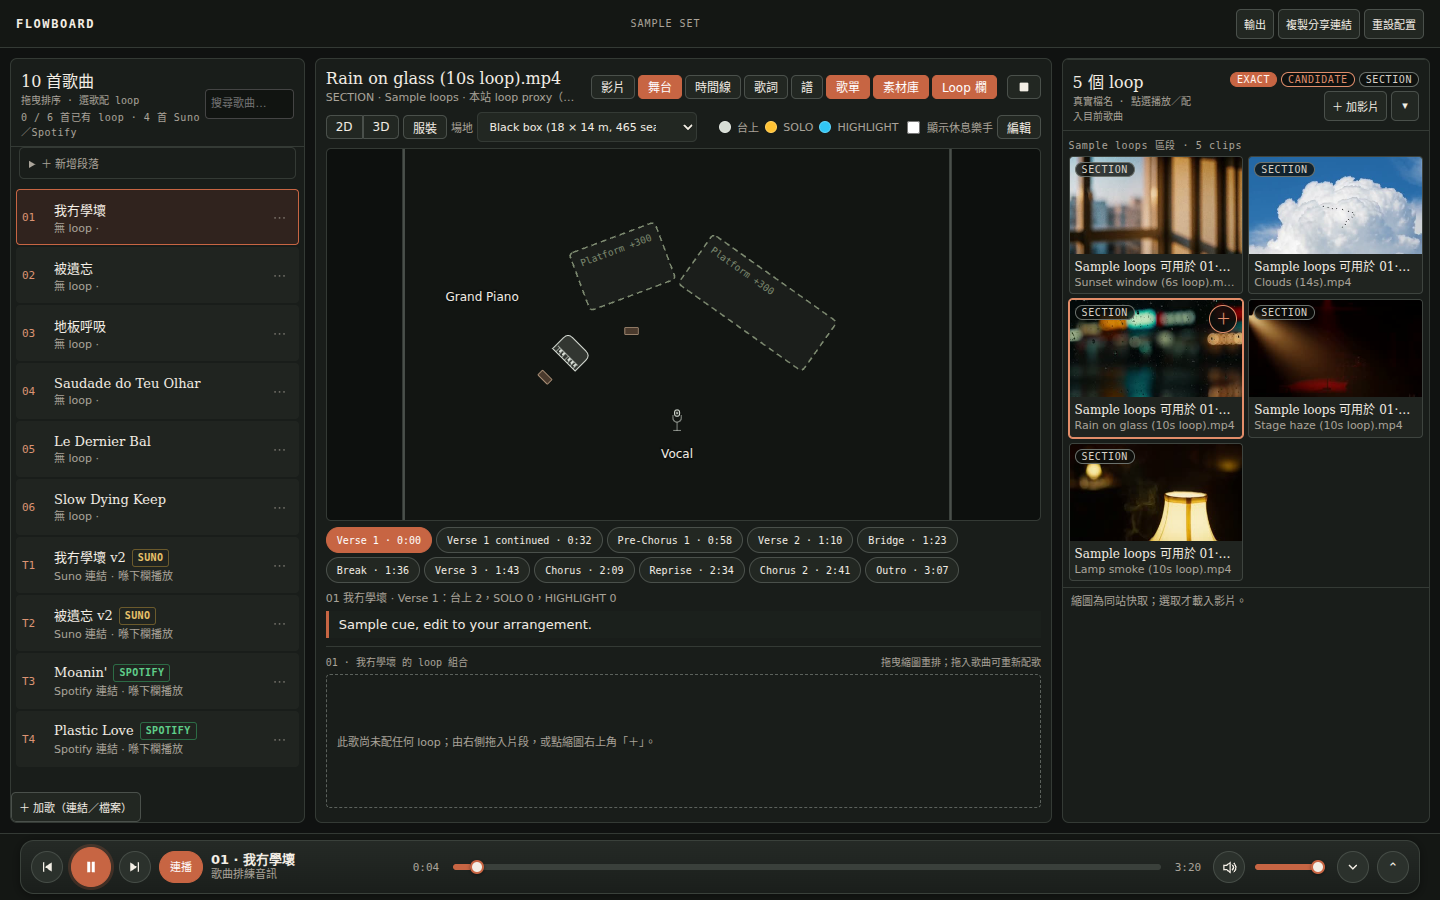 FLOWBOARD
SAMPLE SET
輸出
複製分享連結
重設配置
10 首歌曲
拖曳排序 · 選歌配 loop
0 / 6 首已有 loop · 4 首 Suno
／Spotify
搜尋歌曲…
▸ ＋ 新增段落
01 我冇學壞
無 loop ·
02 被遺忘
無 loop ·
03 地板呼吸
無 loop ·
04 Saudade do Teu Olhar
無 loop ·
05 Le Dernier Bal
無 loop ·
06 Slow Dying Keep
無 loop ·
T1 我冇學壞 v2 SUNO
Suno 連結 · 喺下欄播放
T2 被遺忘 v2 SUNO
Suno 連結 · 喺下欄播放
T3 Moanin' SPOTIFY
Spotify 連結 · 喺下欄播放
T4 Plastic Love SPOTIFY
Spotify 連結 · 喺下欄播放
＋ 加歌（連結／檔案）
Rain on glass (10s loop).mp4
SECTION · Sample loops · 本站 loop proxy（…
影片 舞台 時間線 歌詞 譜 歌單 素材庫 Loop 欄
2D 3D 服裝 場地 Black box (18 × 14 m, 465 sea
台上 SOLO HIGHLIGHT 顯示休息樂手 編輯
Platform +300
Platform +300
Grand Piano
Vocal
Verse 1 · 0:00 Verse 1 continued · 0:32 Pre-Chorus 1 · 0:58 Verse 2 · 1:10 Bridge · 1:23
Break · 1:36 Verse 3 · 1:43 Chorus · 2:09 Reprise · 2:34 Chorus 2 · 2:41 Outro · 3:07
01 我冇學壞 · Verse 1：台上 2，SOLO 0，HIGHLIGHT 0
Sample cue, edit to your arrangement.
01 · 我冇學壞 的 loop 組合
拖曳縮圖重排；拖入歌曲可重新配歌
此歌尚未配任何 loop；由右側拖入片段，或點縮圖右上角「＋」。
5 個 loop
真實檔名 · 點選播放／配
入目前歌曲
EXACT CANDIDATE SECTION
＋ 加影片 ▾
Sample loops 區段 · 5 clips
SECTION
Sample loops 可用於 01·…
Sunset window (6s loop).m…
SECTION
Sample loops 可用於 01·…
Clouds (14s).mp4
SECTION
Sample loops 可用於 01·…
Rain on glass (10s loop).mp4
SECTION
Sample loops 可用於 01·…
Stage haze (10s loop).mp4
SECTION
Sample loops 可用於 01·…
Lamp smoke (10s loop).mp4
縮圖為同站快取；選取才載入影片。
連播
01 · 我冇學壞
歌曲排練音訊
0:04
3:20